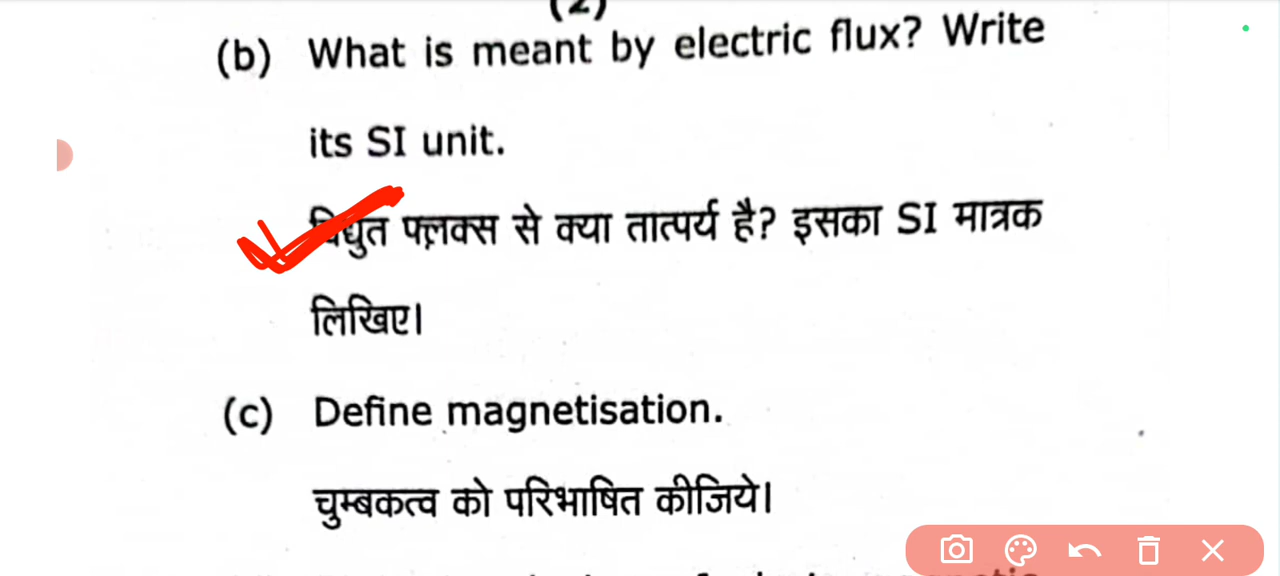 (2)
(b) What is meant by electric flux? Write
its SI unit.
विद्युत फ्लक्स से क्या तात्पर्य है? इसका SI मात्रक
लिखिए।
(c) Define magnetisation.
चुम्बकत्व को परिभाषित कीजिये।